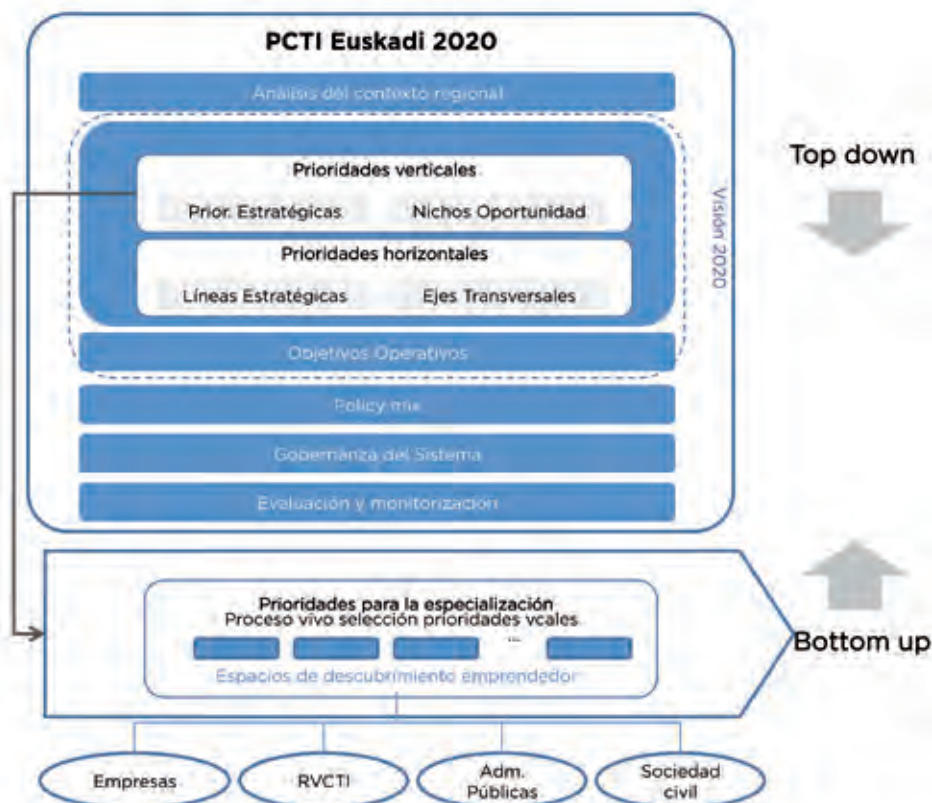 PCTI Euskadi 2020
Análisis del contexto regional
Prioridades verticales
Prior. Estratégicas Nichos Oportunidad
Prioridades horizontales
Líneas Estratégicas Ejes Transversales
Objetivos Operativos
Visión 2020
Policy mix
Gobernanza del Sistema
Evaluación y monitorización
Top down
Bottom up
Prioridades para la especialización
Proceso vivo selección prioridades vcales
...
Espacios de descubrimiento emprendedor
Empresas
RVCTI
Adm.
Públicas
Sociedad
civil